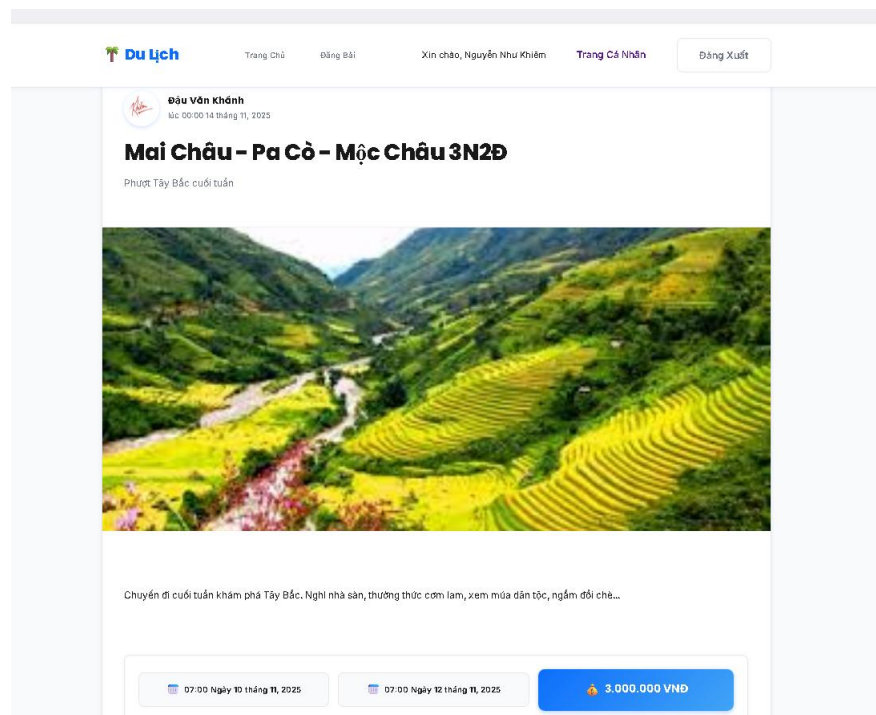 Du Lịch
Trang Chủ
Đăng Bài
Xin chào, Nguyễn Như Khiêm
Trang Cá Nhân
Đăng Xuất
Đậu Văn Khánh
lúc 00:00 14 tháng 11, 2025
Mai Châu – Pa Cò – Mộc Châu 3N2Đ
Phượt Tây Bắc cuối tuần
Chuyến đi cuối tuần khám phá Tây Bắc. Nghỉ nhà sàn, thưởng thức cơm lam, xem múa dân tộc, ngắm đồi chè...
07:00 Ngày 10 tháng 11, 2025
07:00 Ngày 12 tháng 11, 2025
3.000.000 VNĐ